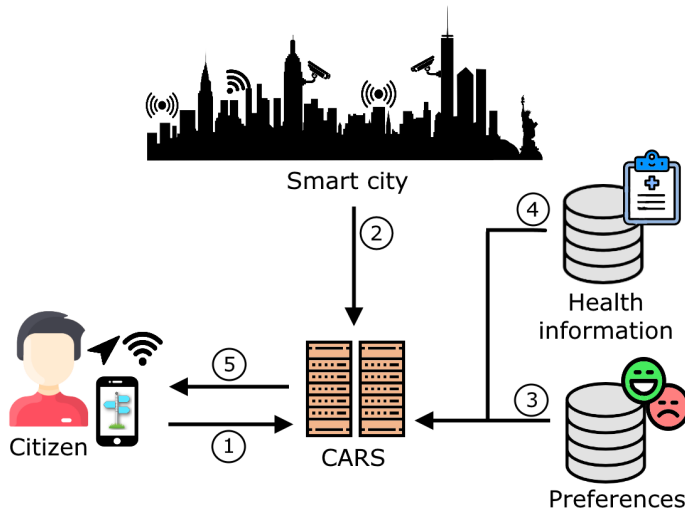 Smart city
2
4
Health
information
5
3
1
Citizen
CARS
Preferences